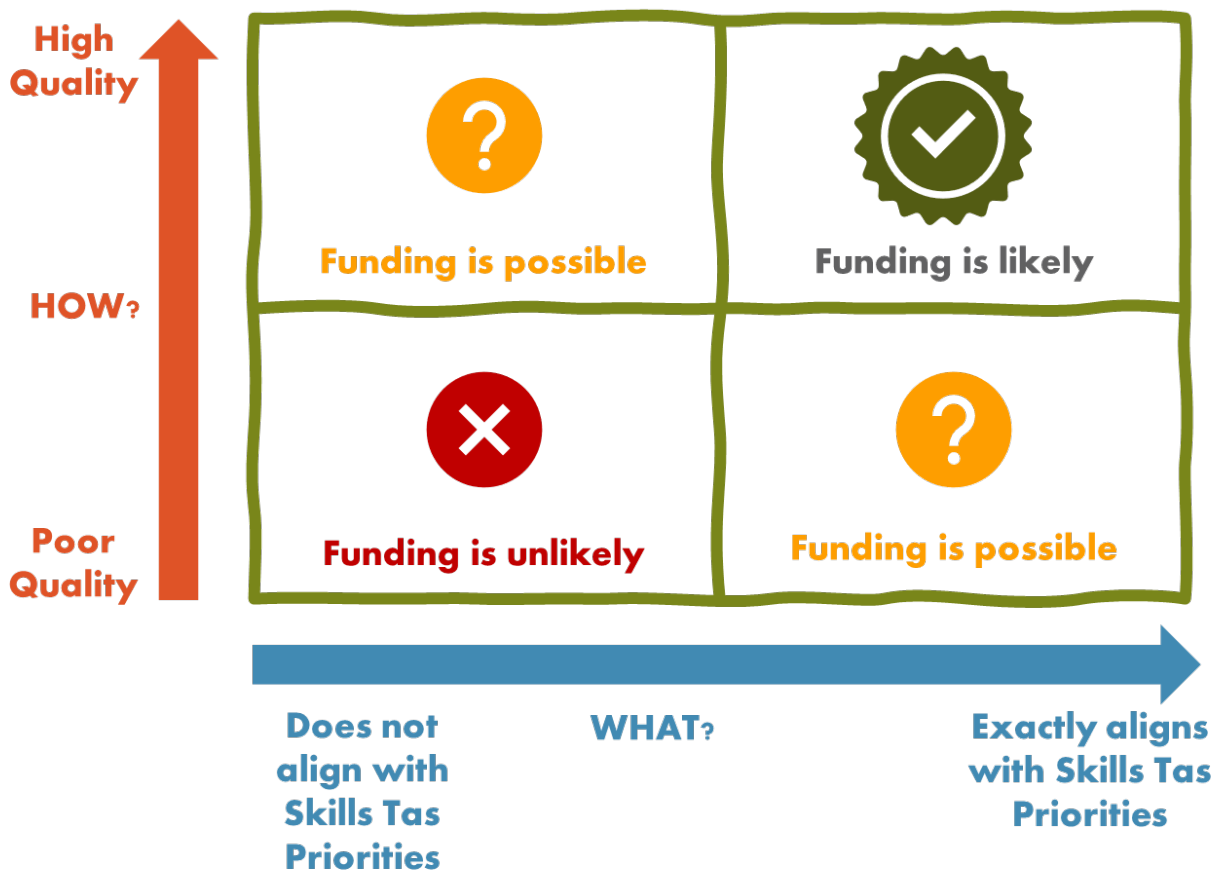 High
Quality
Funding is possible
Funding is likely
HOW?
Poor
Quality
Funding is unlikely
Funding is possible
Does not
align with
Skills Tas
Priorities
WHAT?
Exactly aligns
with Skills Tas
Priorities